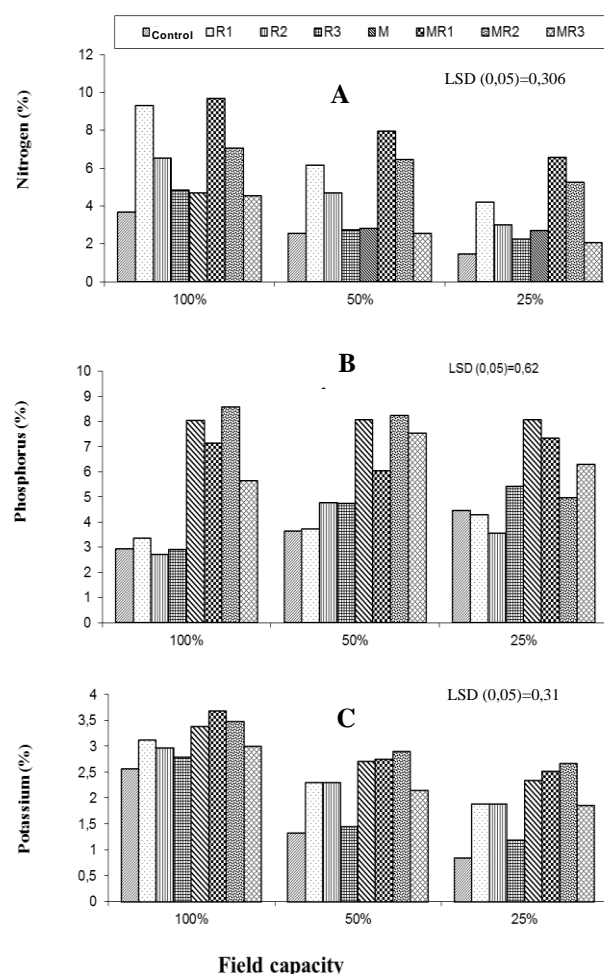 Control R1 R2 R3 M MR1 MR2 MR3
A
LSD (0,05)=0,306
Nitrogen (%)
12
10
8
6
4
2
0
100% 50% 25%
B
LSD (0,05)=0,62
Phosphorus (%)
10
9
8
7
6
5
4
3
2
1
0
100% 50% 25%
C
LSD (0,05)=0,31
Potassium (%)
4
3,5
3
2,5
2
1,5
1
0,5
0
100% 50% 25%
Field capacity